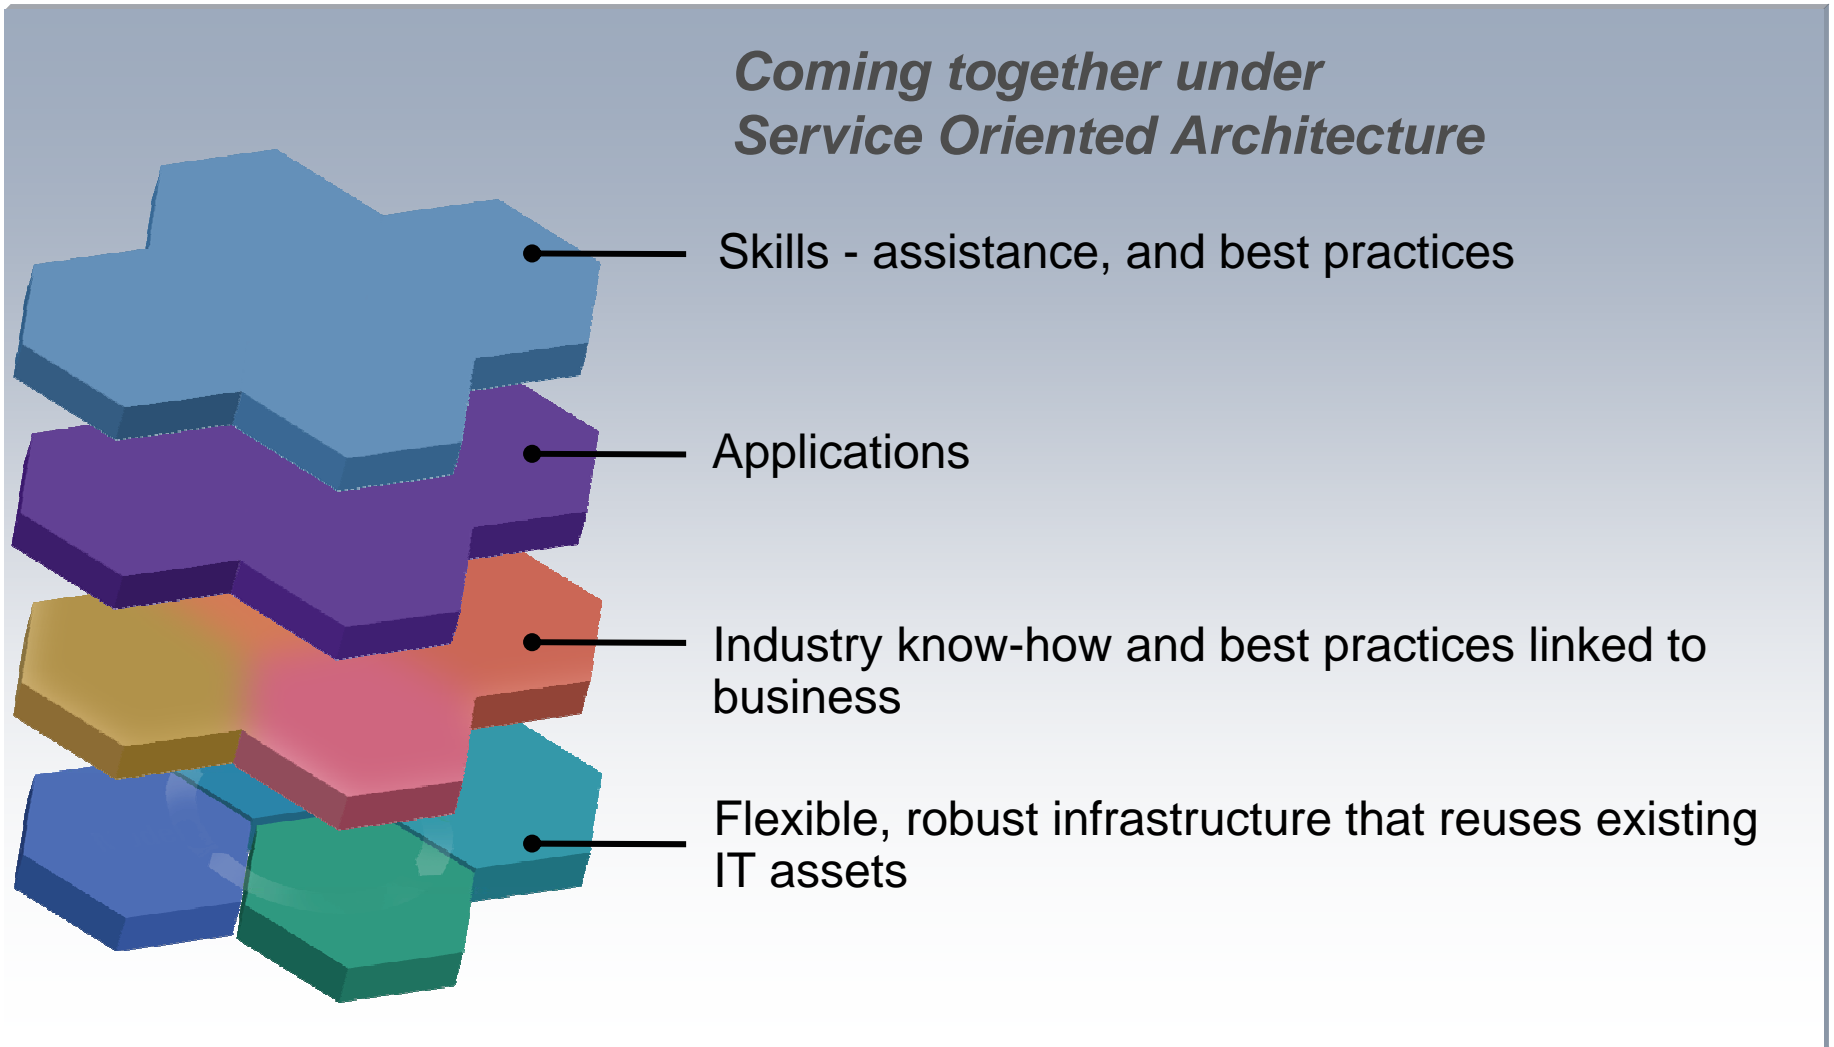 Coming together under
Service Oriented Architecture
Skills - assistance, and best practices
Applications
Industry know-how and best practices linked to
business
Flexible, robust infrastructure that reuses existing
IT assets